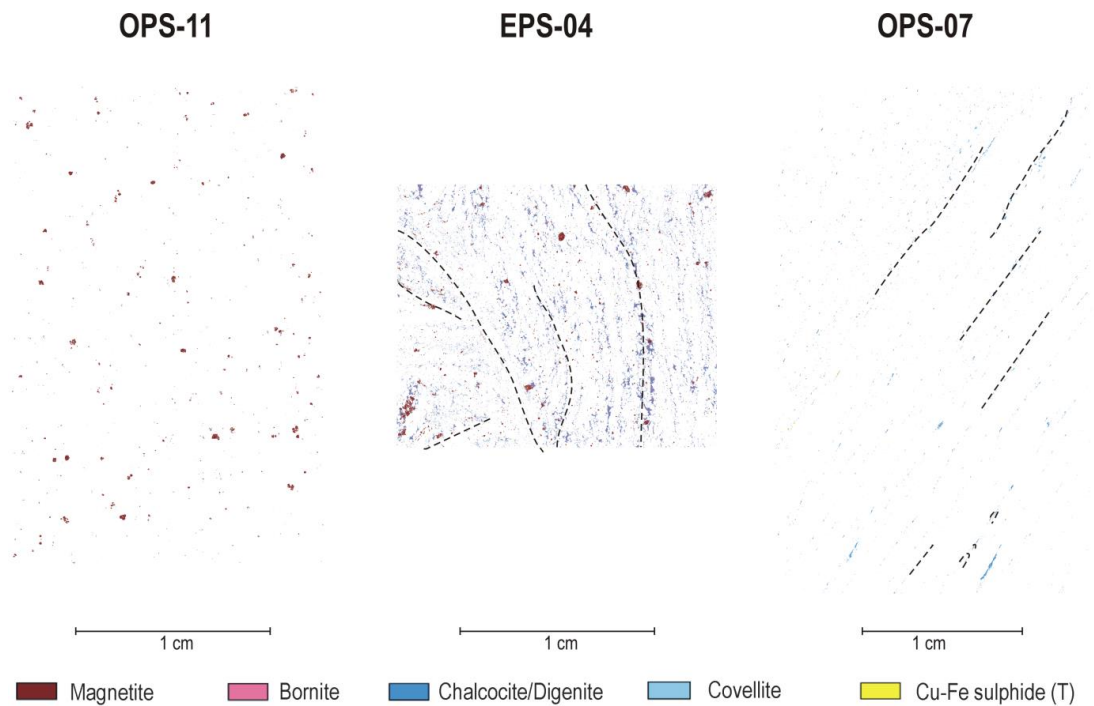 OPS-11 EPS-04 OPS-07
1 cm 1 cm 1 cm
Magnetite Bornite Chalcocite/Digenite Covellite Cu-Fe sulphide (T)